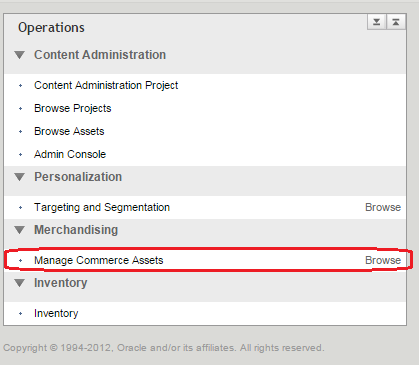 Operations
Content Administration
Content Administration Project
Browse Projects
Browse Assets
Admin Console
Personalization
Targeting and Segmentation Browse
Merchandising
Manage Commerce Assets Browse
Inventory
Inventory
Copyright © 1994-2012, Oracle and/or its affiliates. All rights reserved.